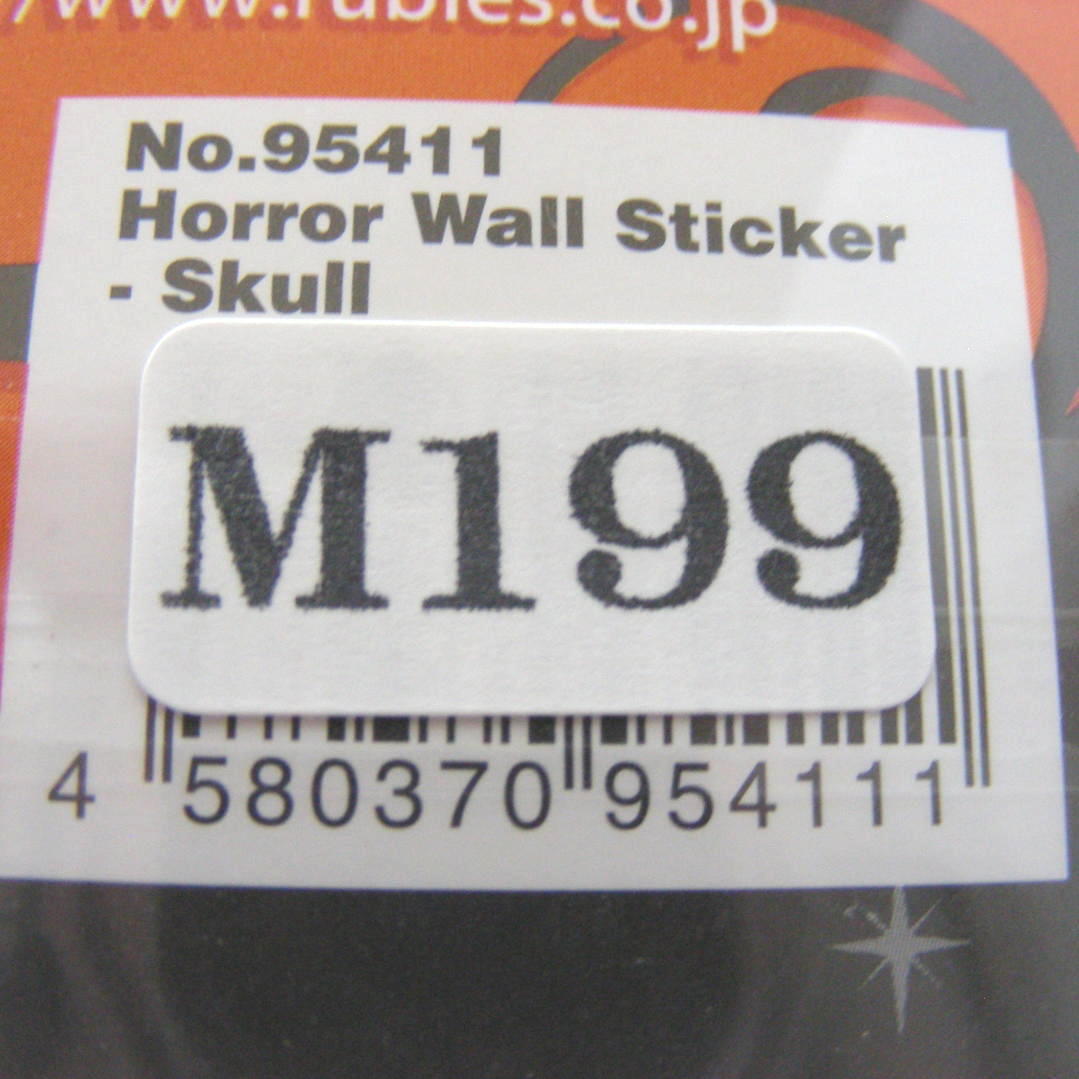 /www.rubies.co.jp
No.95411
Horror Wall Sticker
- Skull
M199
4 580370 954111